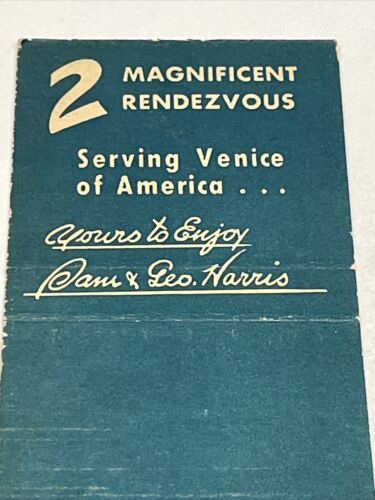 2 MAGNIFICENT
RENDEZVOUS
Serving Venice
of America . . .
Yours to Enjoy
Sam & Geo. Harris